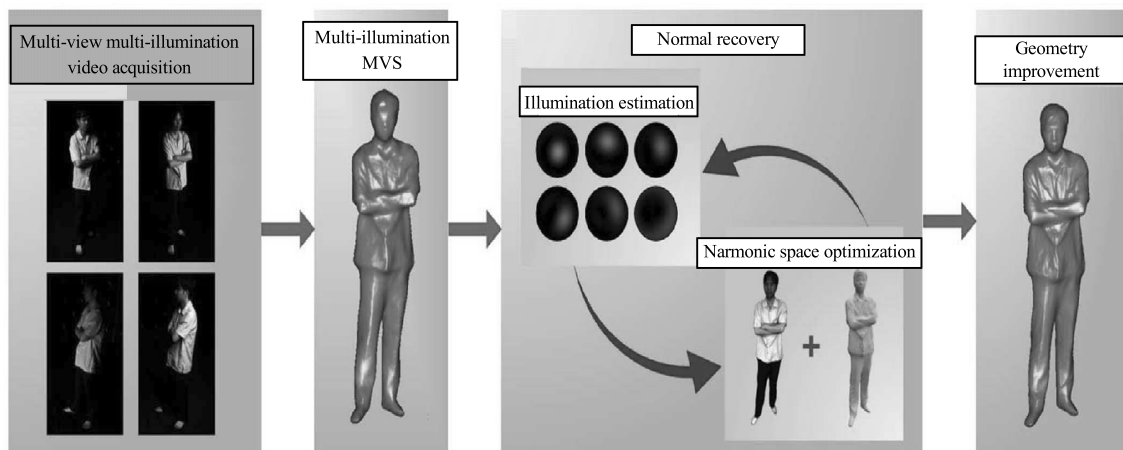 Multi-view multi-illumination
video acquisition
Multi-illumination
MVS
Normal recovery
Illumination estimation
Narmonic space optimization
+
Geometry
improvement